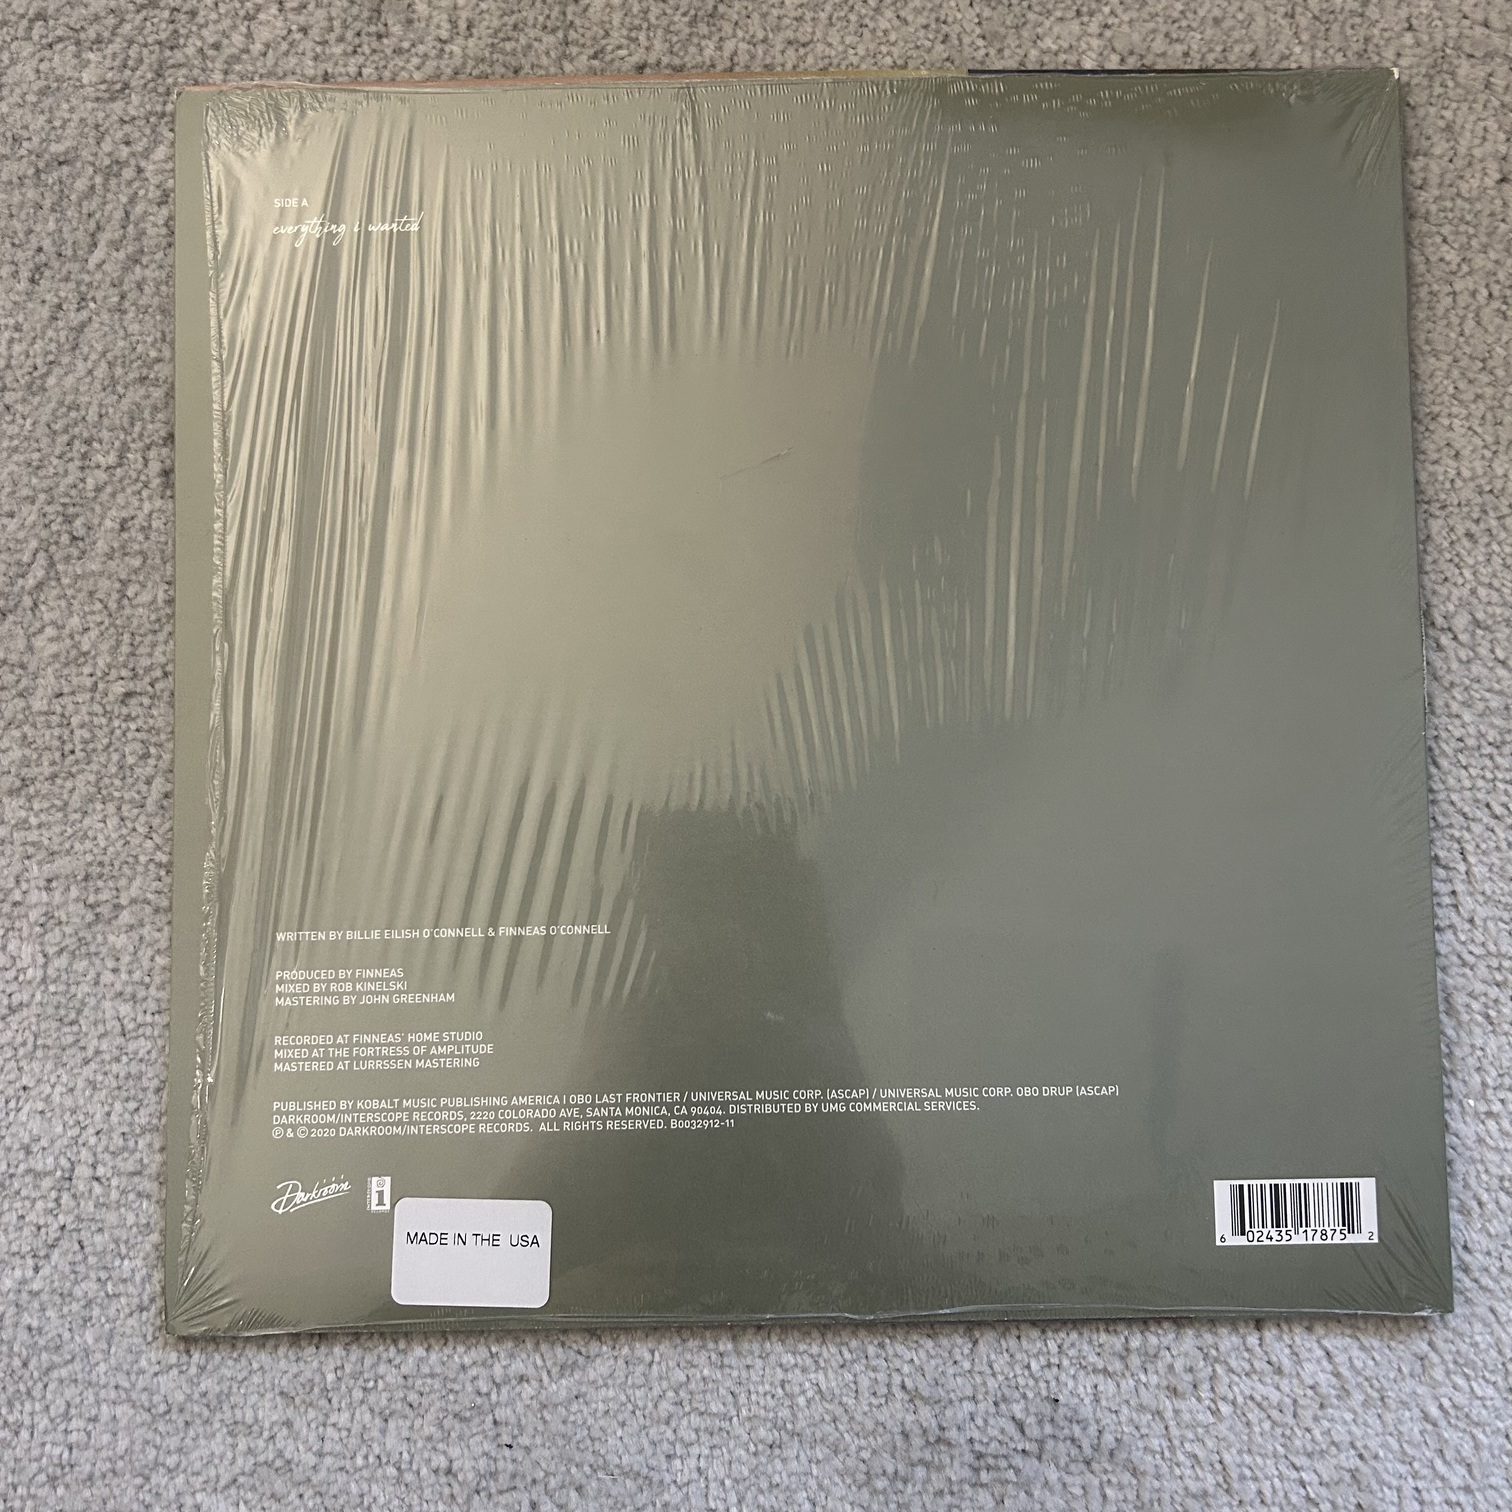 SIDE A
everything i wanted
WRITTEN BY BILLIE EILISH O'CONNELL & FINNEAS O'CONNELL
PRODUCED BY FINNEAS
MIXED BY ROB KINELSKI
MASTERING BY JOHN GREENHAM
RECORDED AT FINNEAS' HOME STUDIO
MIXED AT THE FORTRESS OF AMPLITUDE
MASTERED AT LURRSSEN MASTERING
PUBLISHED BY KOBALT MUSIC PUBLISHING AMERICA I OBO LAST FRONTIER / UNIVERSAL MUSIC CORP. (ASCAP) / UNIVERSAL MUSIC CORP. OBO DRUP (ASCAP)
DARKROOM/INTERSCOPE RECORDS, 2220 COLORADO AVE, SANTA MONICA, CA 90404. DISTRIBUTED BY UMG COMMERCIAL SERVICES.
℗ & © 2020 DARKROOM/INTERSCOPE RECORDS. ALL RIGHTS RESERVED. B0032912-11
Darkroom
i
MADE IN THE USA
6 02435 17875 2